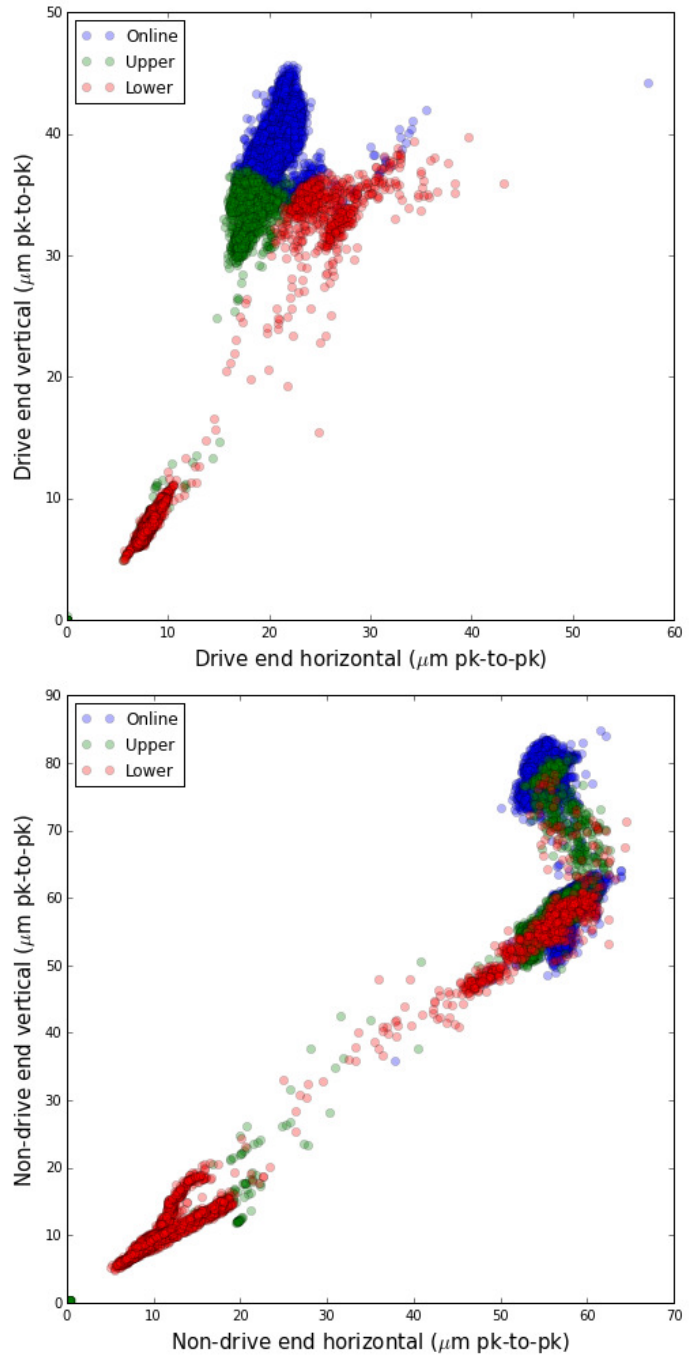 50
40
30
20
10
0
Drive end vertical (μm pk-to-pk)
Online
Upper
Lower
0 10 20 30 40 50 60
Drive end horizontal (μm pk-to-pk)
90
80
70
60
50
40
30
20
10
0
Non-drive end vertical (μm pk-to-pk)
Online
Upper
Lower
0 10 20 30 40 50 60 70
Non-drive end horizontal (μm pk-to-pk)